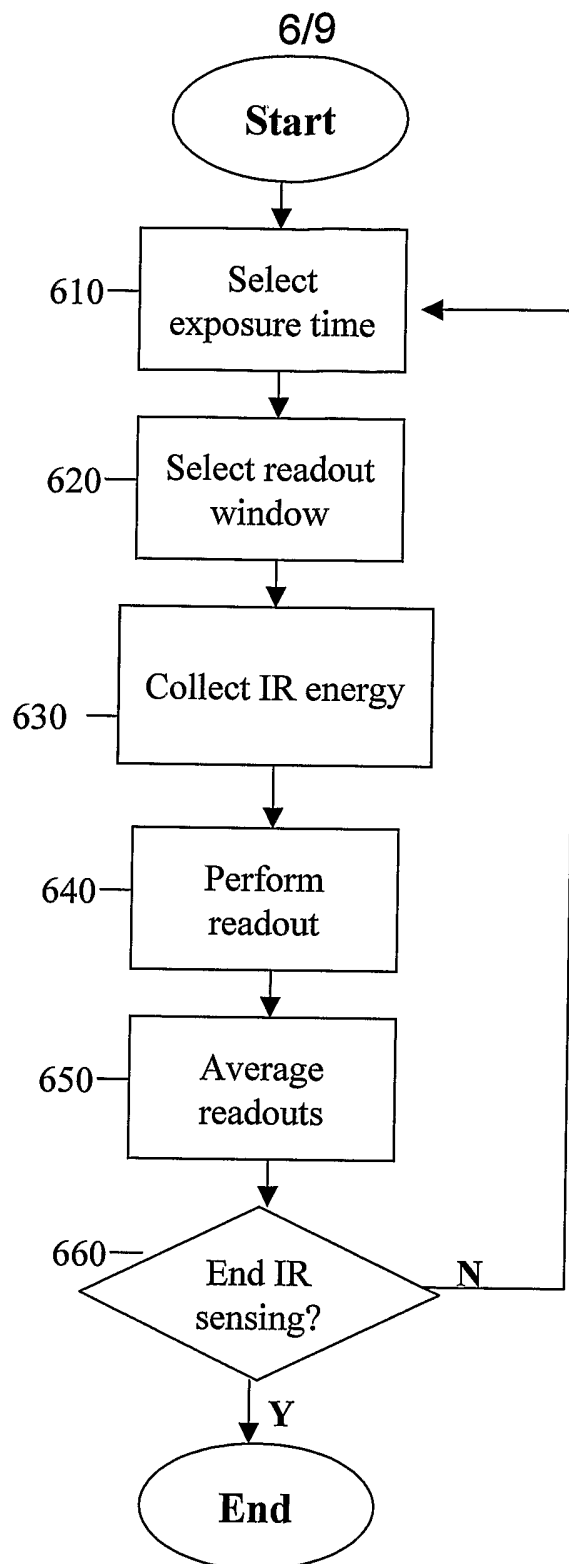 6/9
Start
610
Select
exposure time
620
Select readout
window
630
Collect IR energy
640
Perform
readout
650
Average
readouts
660
End IR
sensing?
N
Y
End